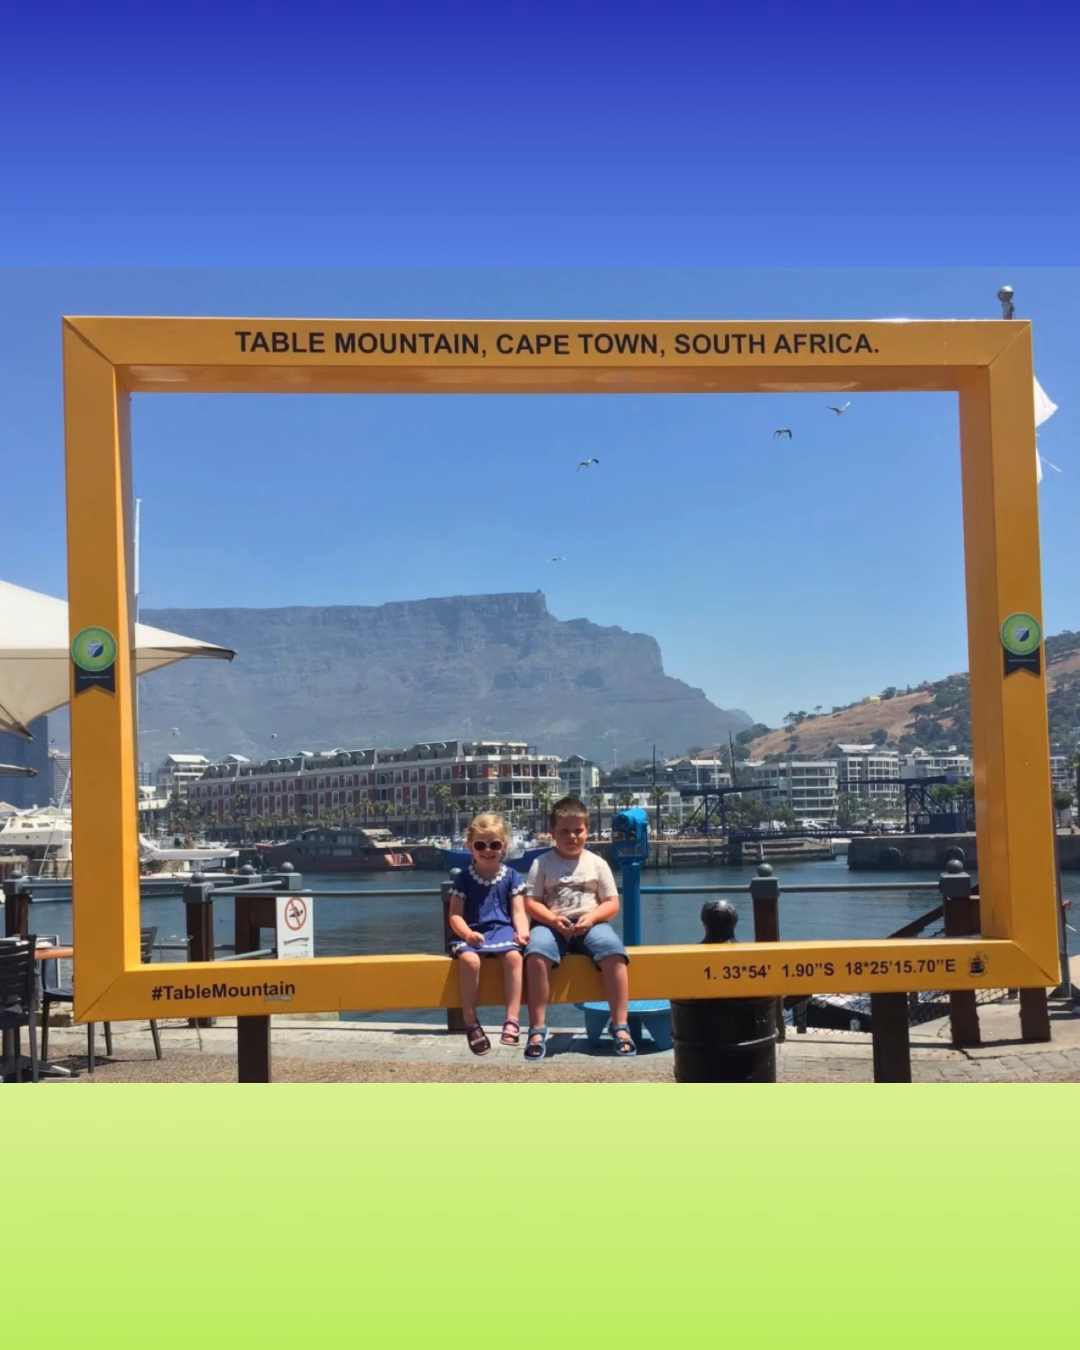 TABLE MOUNTAIN, CAPE TOWN, SOUTH AFRICA.
#TableMountain
1. 33*54' 1.90"S 18*25'15.70"E